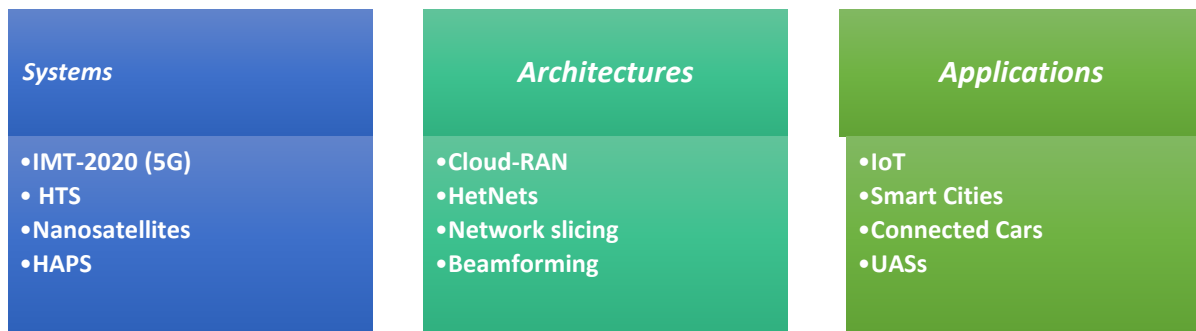 Systems
•IMT-2020 (5G)
• HTS
•Nanosatellites
•HAPS
Architectures
•Cloud-RAN
•HetNets
•Network slicing
•Beamforming
Applications
•IoT
•Smart Cities
•Connected Cars
•UASs